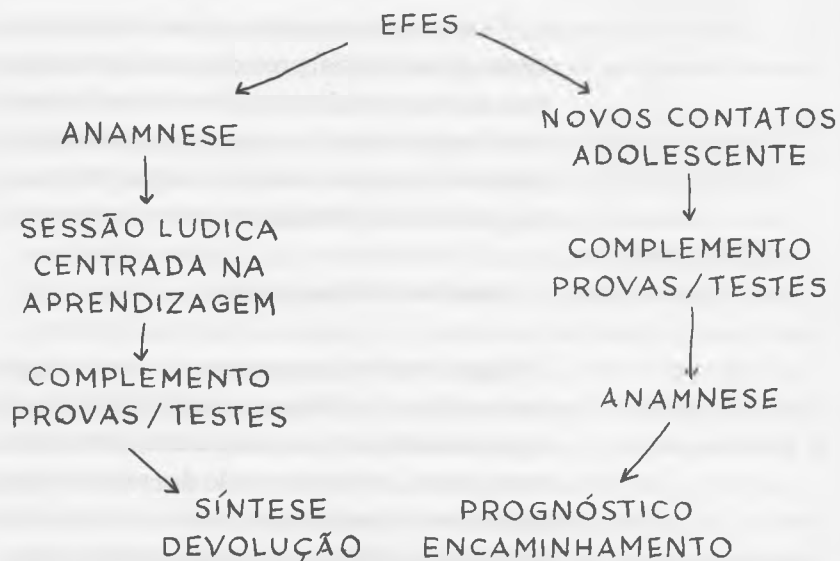 EFES
ANAMNESE
SESSÃO LUDICA
CENTRADA NA
APRENDIZAGEM
COMPLEMENTO
PROVAS / TESTES
NOVOS CONTATOS
ADOLESCENTE
COMPLEMENTO
PROVAS / TESTES
ANAMNESE
SÍNTESE
DEVOLUÇÃO
PROGNÓSTICO
ENCAMINHAMENTO